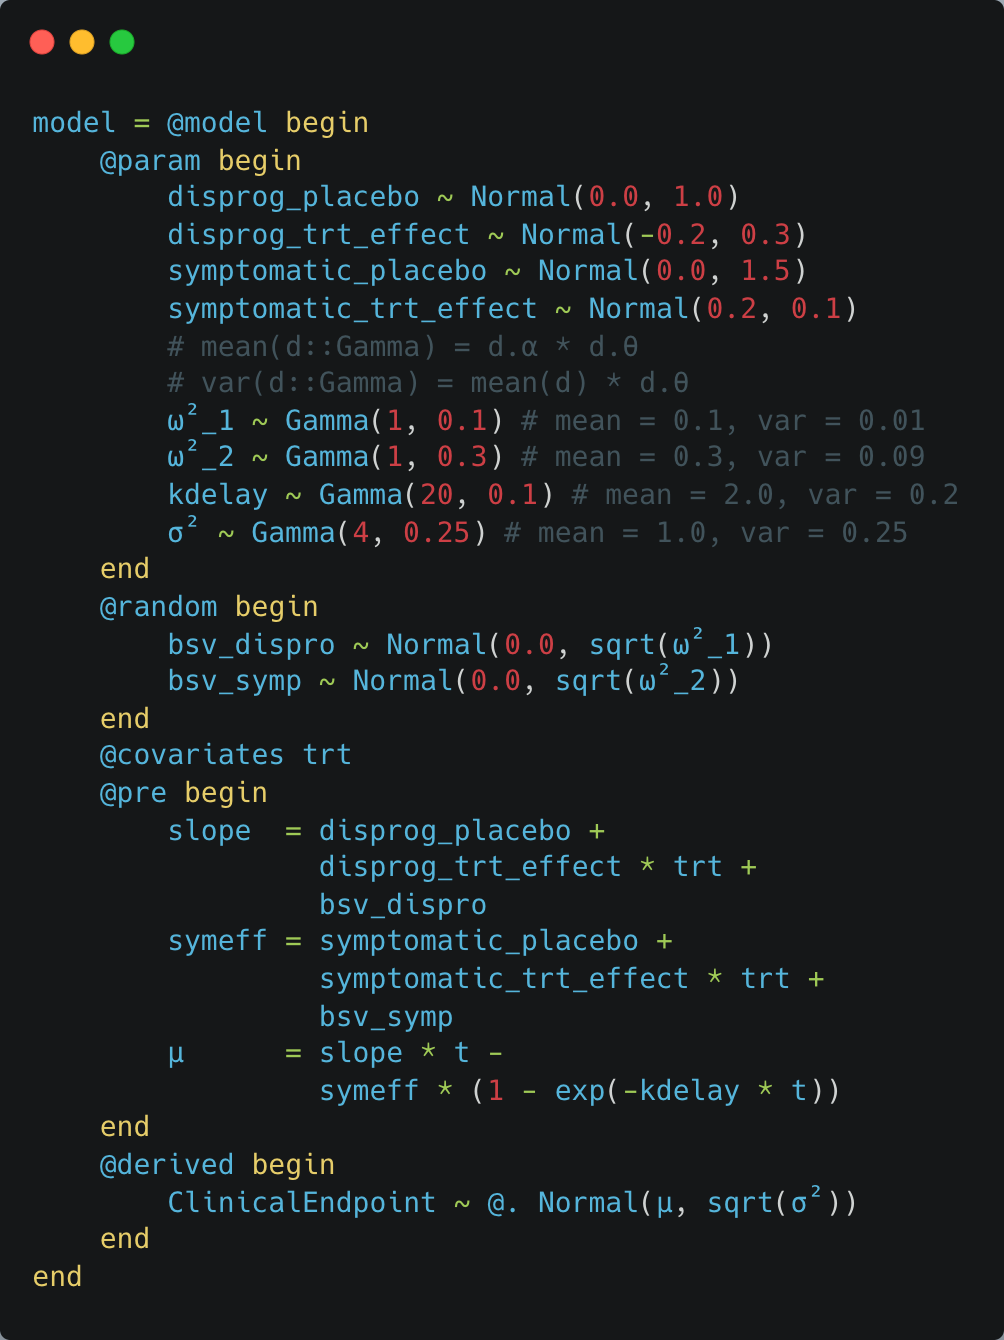 model = @model begin
    @param begin
        disprog_placebo ~ Normal(0.0, 1.0)
        disprog_trt_effect ~ Normal(-0.2, 0.3)
        symptomatic_placebo ~ Normal(0.0, 1.5)
        symptomatic_trt_effect ~ Normal(0.2, 0.1)
        # mean(d::Gamma) = d.α * d.θ
        # var(d::Gamma) = mean(d) * d.θ
        ω²_1 ~ Gamma(1, 0.1) # mean = 0.1, var = 0.01
        ω²_2 ~ Gamma(1, 0.3) # mean = 0.3, var = 0.09
        kdelay ~ Gamma(20, 0.1) # mean = 2.0, var = 0.2
        σ² ~ Gamma(4, 0.25) # mean = 1.0, var = 0.25
    end
    @random begin
        bsv_dispro ~ Normal(0.0, sqrt(ω²_1))
        bsv_symp ~ Normal(0.0, sqrt(ω²_2))
    end
    @covariates trt
    @pre begin
        slope  = disprog_placebo +
                 disprog_trt_effect * trt +
                 bsv_dispro
        symeff = symptomatic_placebo +
                 symptomatic_trt_effect * trt +
                 bsv_symp
        μ      = slope * t -
                 symeff * (1 - exp(-kdelay * t))
    end
    @derived begin
        ClinicalEndpoint ~ @. Normal(μ, sqrt(σ²))
    end
end